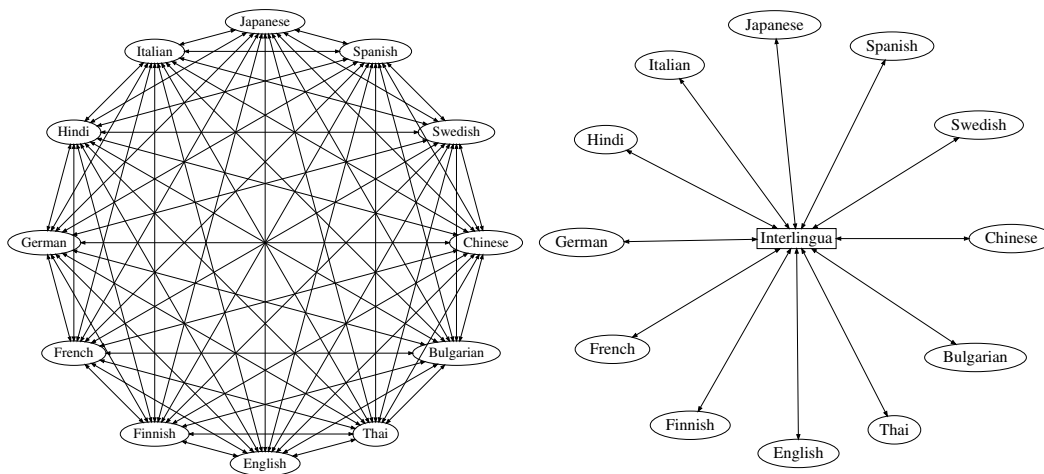 Japanese
Italian
Spanish
Hindi
Swedish
German
Chinese
French
Bulgarian
Finnish
Thai
English
Japanese
Spanish
Italian
Swedish
Hindi
German
Interlingua
Chinese
French
Bulgarian
Finnish
Thai
English